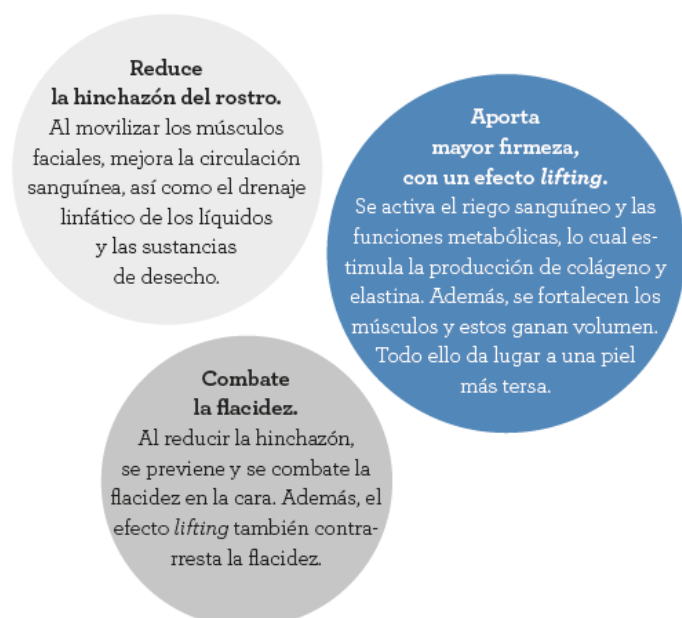 Reduce
la hinchazón del rostro.
Al movilizar los músculos
faciales, mejora la circulación
sanguínea, así como el drenaje
linfático de los líquidos
y las sustancias
de desecho.
Aporta
mayor firmeza,
con un efecto lifting.
Se activa el riego sanguíneo y las
funciones metabólicas, lo cual es-
timula la producción de colágeno y
elastina. Además, se fortalecen los
músculos y estos ganan volumen.
Todo ello da lugar a una piel
más tersa.
Combate
la flacidez.
Al reducir la hinchazón,
se previene y se combate la
flacidez en la cara. Además, el
efecto lifting también contra-
rresta la flacidez.